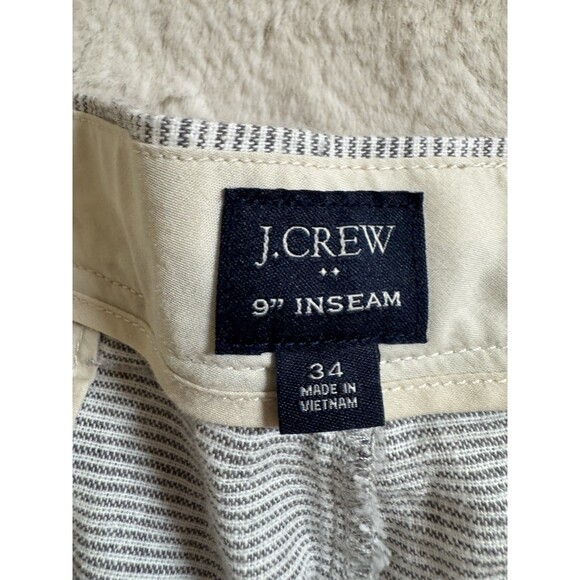 J.CREW
9" INSEAM
34
MADE IN
VIETNAM